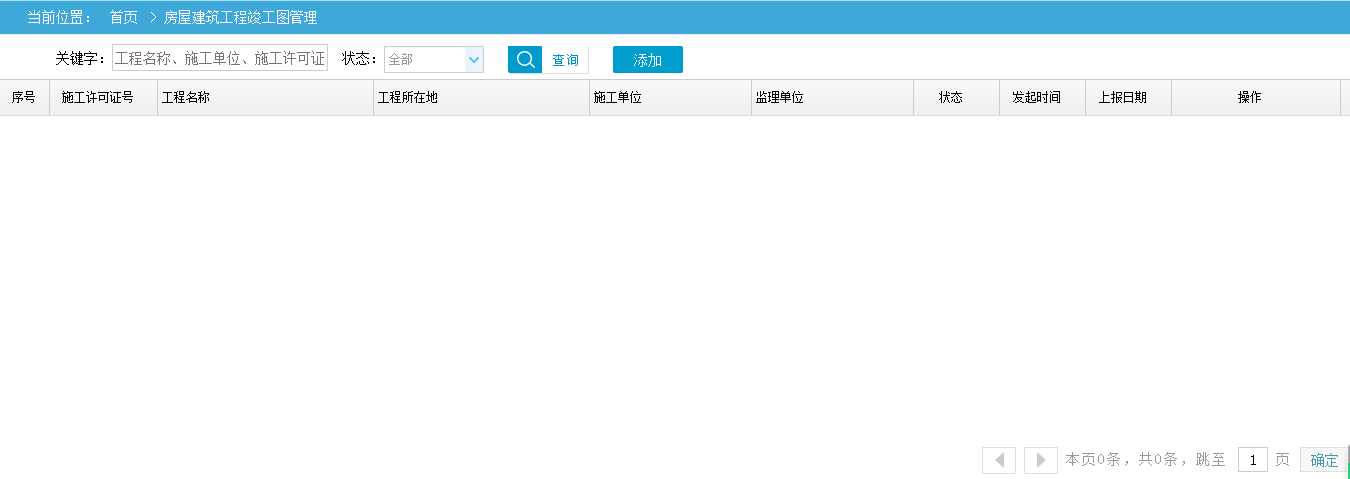 当前位置： 首页 > 房屋建筑工程竣工图管理
关键字： 工程名称、施工单位、施工许可证 状态： 全部 查询 添加
序号 施工许可证号 工程名称 工程所在地 施工单位 监理单位 状态 发起时间 上报日期 操作
本页0条，共0条，跳至 1 页 确定